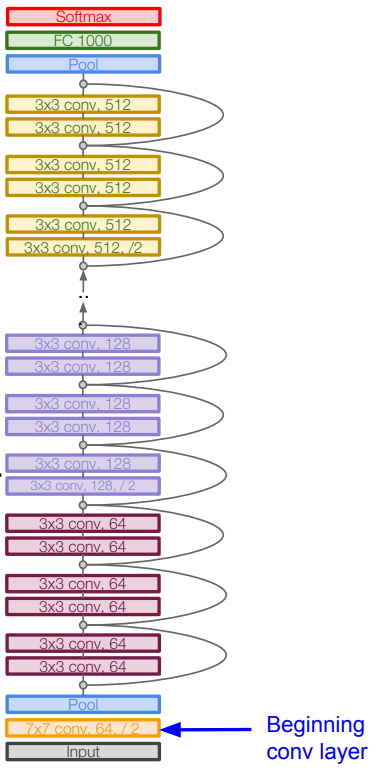 Softmax
FC 1000
Pool
3x3 conv, 512
3x3 conv, 512
3x3 conv, 512
3x3 conv, 512
3x3 conv, 512
3x3 conv, 512, /2
..
3x3 conv, 128
3x3 conv, 128
3x3 conv, 128
3x3 conv, 128
3x3 conv, 128
3x3 conv, 128, / 2
3x3 conv, 64
3x3 conv, 64
3x3 conv, 64
3x3 conv, 64
3x3 conv, 64
3x3 conv, 64
Pool
7x7 conv, 64, / 2
Input
Beginning
conv layer